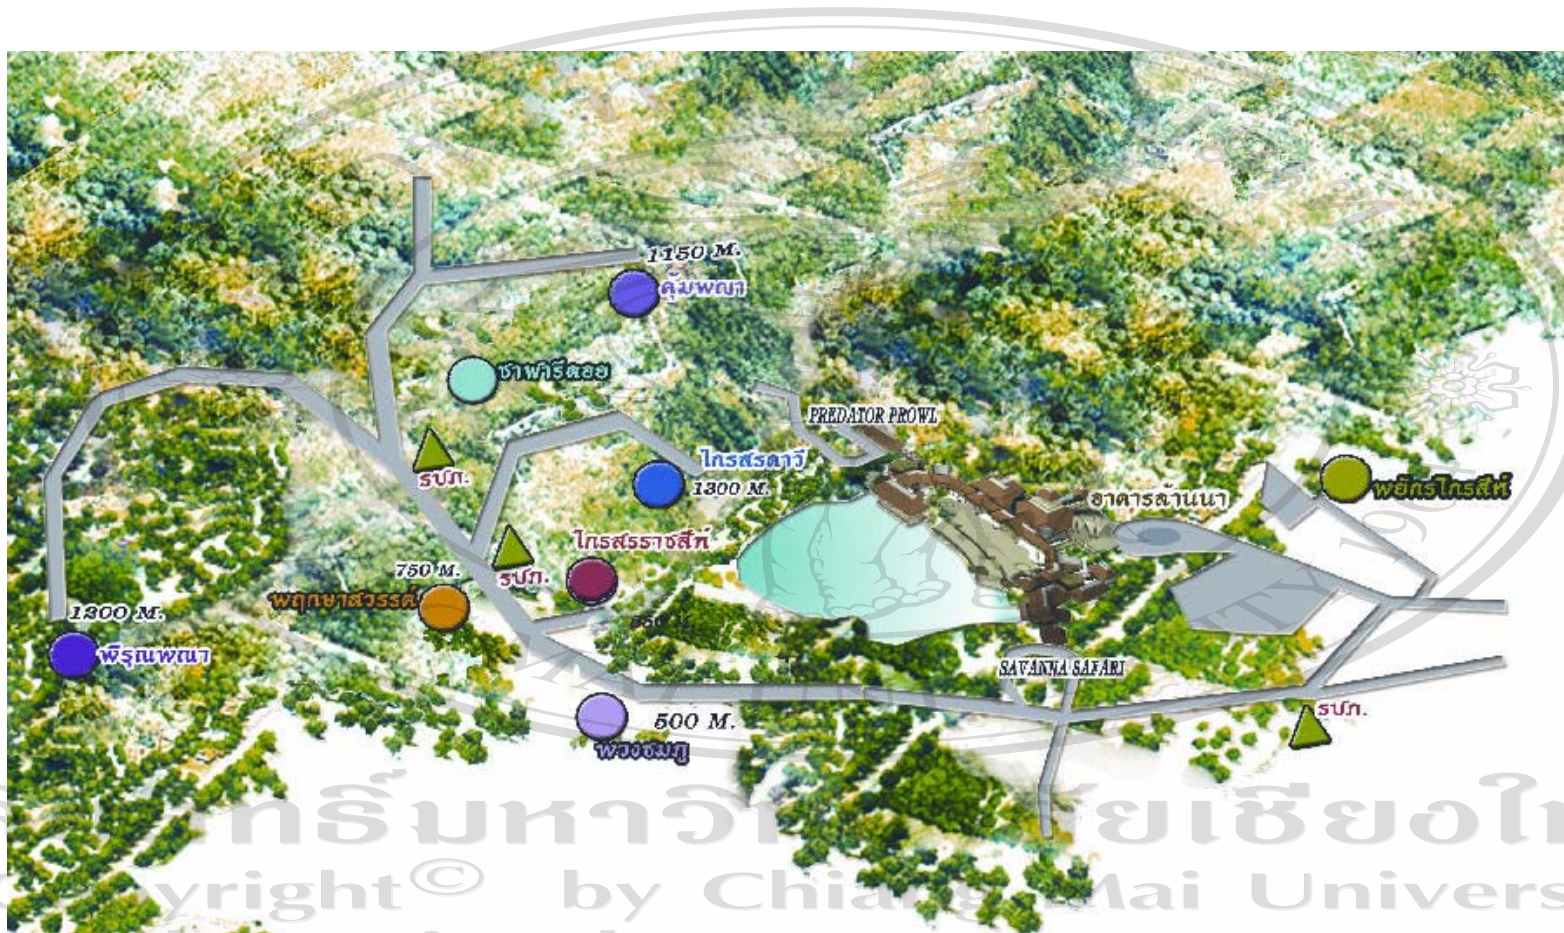 1150 M.
คุ้มพญา
ซาฟารีดอย
PREDATOR PROWL
รปภ.
ไกรสรดาวี
1300 M.
อาคารล้านนา
พยัคฆ์ไกรสีห์
ไกรสรราชสีห์
รปภ.
750 M.
พฤกษาสวรรค์
1200 M.
พิรุณพณา
SAVANNA SAFARI
500 M.
รปภ.
พวงชมภู
Copyright© by Chiang Mai Univers